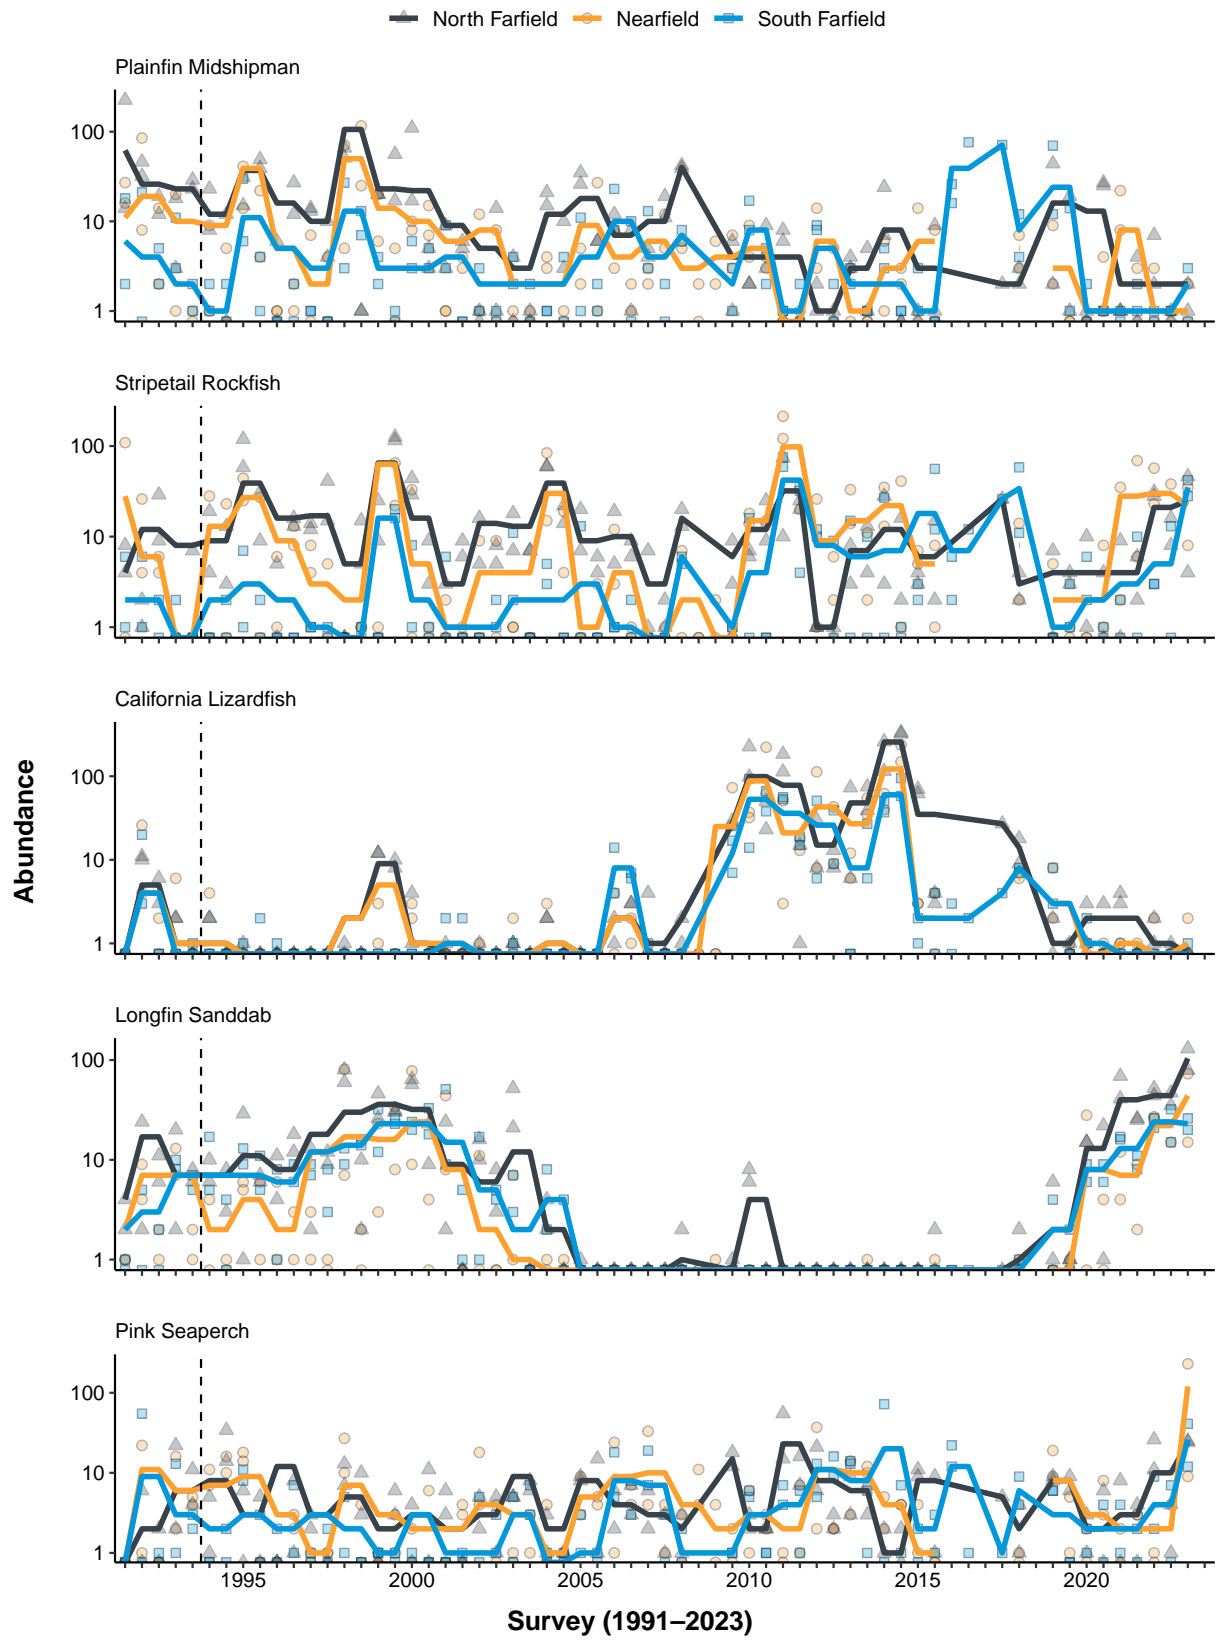 North Farfield Nearfield South Farfield
Plainfin Midshipman
100
10
1
Stripetail Rockfish
100
10
1
California Lizardfish
100
10
1
Abundance
Longfin Sanddab
100
10
1
Pink Seaperch
100
10
1
1995 2000 2005 2010 2015 2020
Survey (1991–2023)